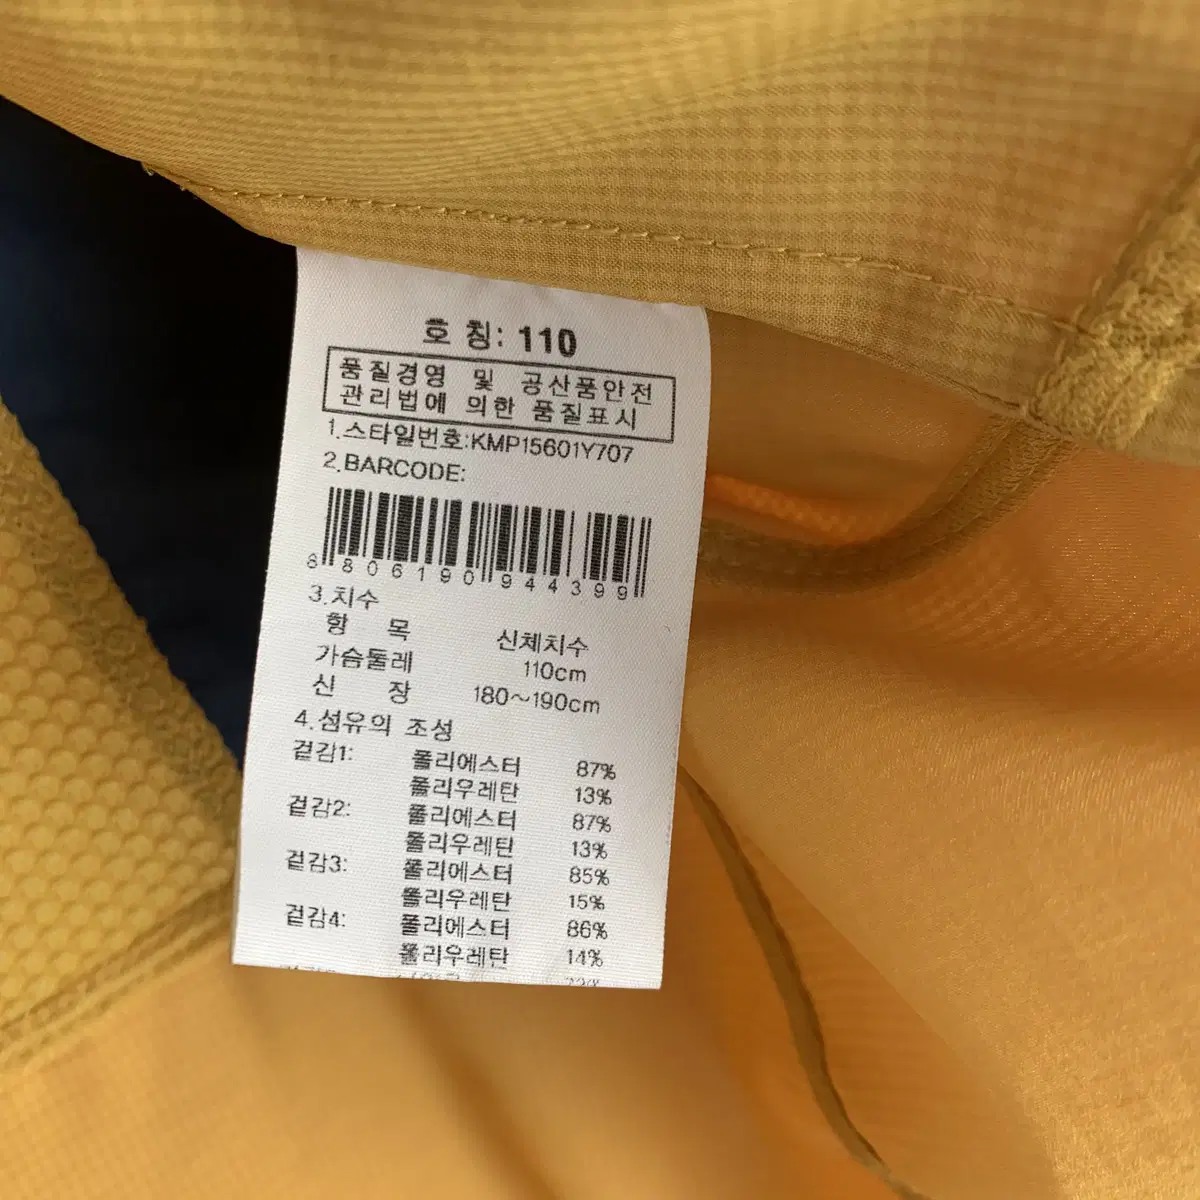 호 칭: 110
품질경영 및 공산품안전
관리법에 의한 품질표시
1.스타일번호:KMP15601Y707
2.BARCODE:
8806190944399
3.치수
항 목 신체치수
가슴둘레 110cm
신 장 180~190cm
4.섬유의 조성
겉감1: 폴리에스터 87%
폴리우레탄 13%
겉감2: 폴리에스터 87%
폴리우레탄 13%
겉감3: 폴리에스터 85%
폴리우레탄 15%
겉감4: 폴리에스터 86%
폴리우레탄 14%